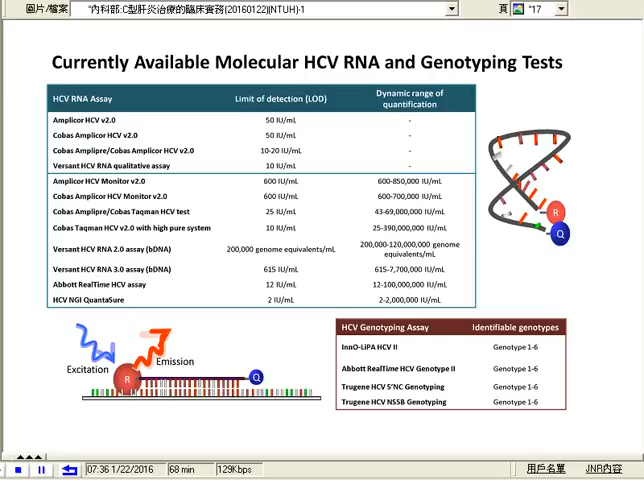 圖片/檔案 "內科部:C型肝炎治療的臨床實務(20160122)(NTUH)-1 頁 "17
Currently Available Molecular HCV RNA and Genotyping Tests
HCV RNA Assay Limit of detection (LOD) Dynamic range of quantification
Amplicor HCV v2.0 50 IU/mL -
Cobas Amplicor HCV v2.0 50 IU/mL -
Cobas Amplipre/Cobas Amplicor HCV v2.0 10-20 IU/mL -
Versant HCV RNA qualitative assay 10 IU/mL -
Amplicor HCV Monitor v2.0 600 IU/mL 600-850,000 IU/mL
Cobas Amplicor HCV Monitor v2.0 600 IU/mL 600-700,000 IU/mL
Cobas Amplipre/Cobas Taqman HCV test 25 IU/mL 43-69,000,000 IU/mL
Cobas Taqman HCV v2.0 with high pure system 10 IU/mL 25-390,000,000 IU/mL
Versant HCV RNA 2.0 assay (bDNA) 200,000 genome equivalents/mL 200,000-120,000,000 genome equivalents/mL
Versant HCV RNA 3.0 assay (bDNA) 615 IU/mL 615-7,700,000 IU/mL
Abbott RealTime HCV assay 12 IU/mL 12-100,000,000 IU/mL
HCV NGI QuantaSure 2 IU/mL 2-2,000,000 IU/mL
R
Q
Excitation
Emission
R
Q
HCV Genotyping Assay Identifiable genotypes
InnO-LiPA HCV II Genotype 1-6
Abbott RealTime HCV Genotype II Genotype 1-6
Trugene HCV 5'NC Genotyping Genotype 1-6
Trugene HCV NS5B Genotyping Genotype 1-6
07:36 1/22/2016 68 min 129Kbps 用戶名單 JNR內容